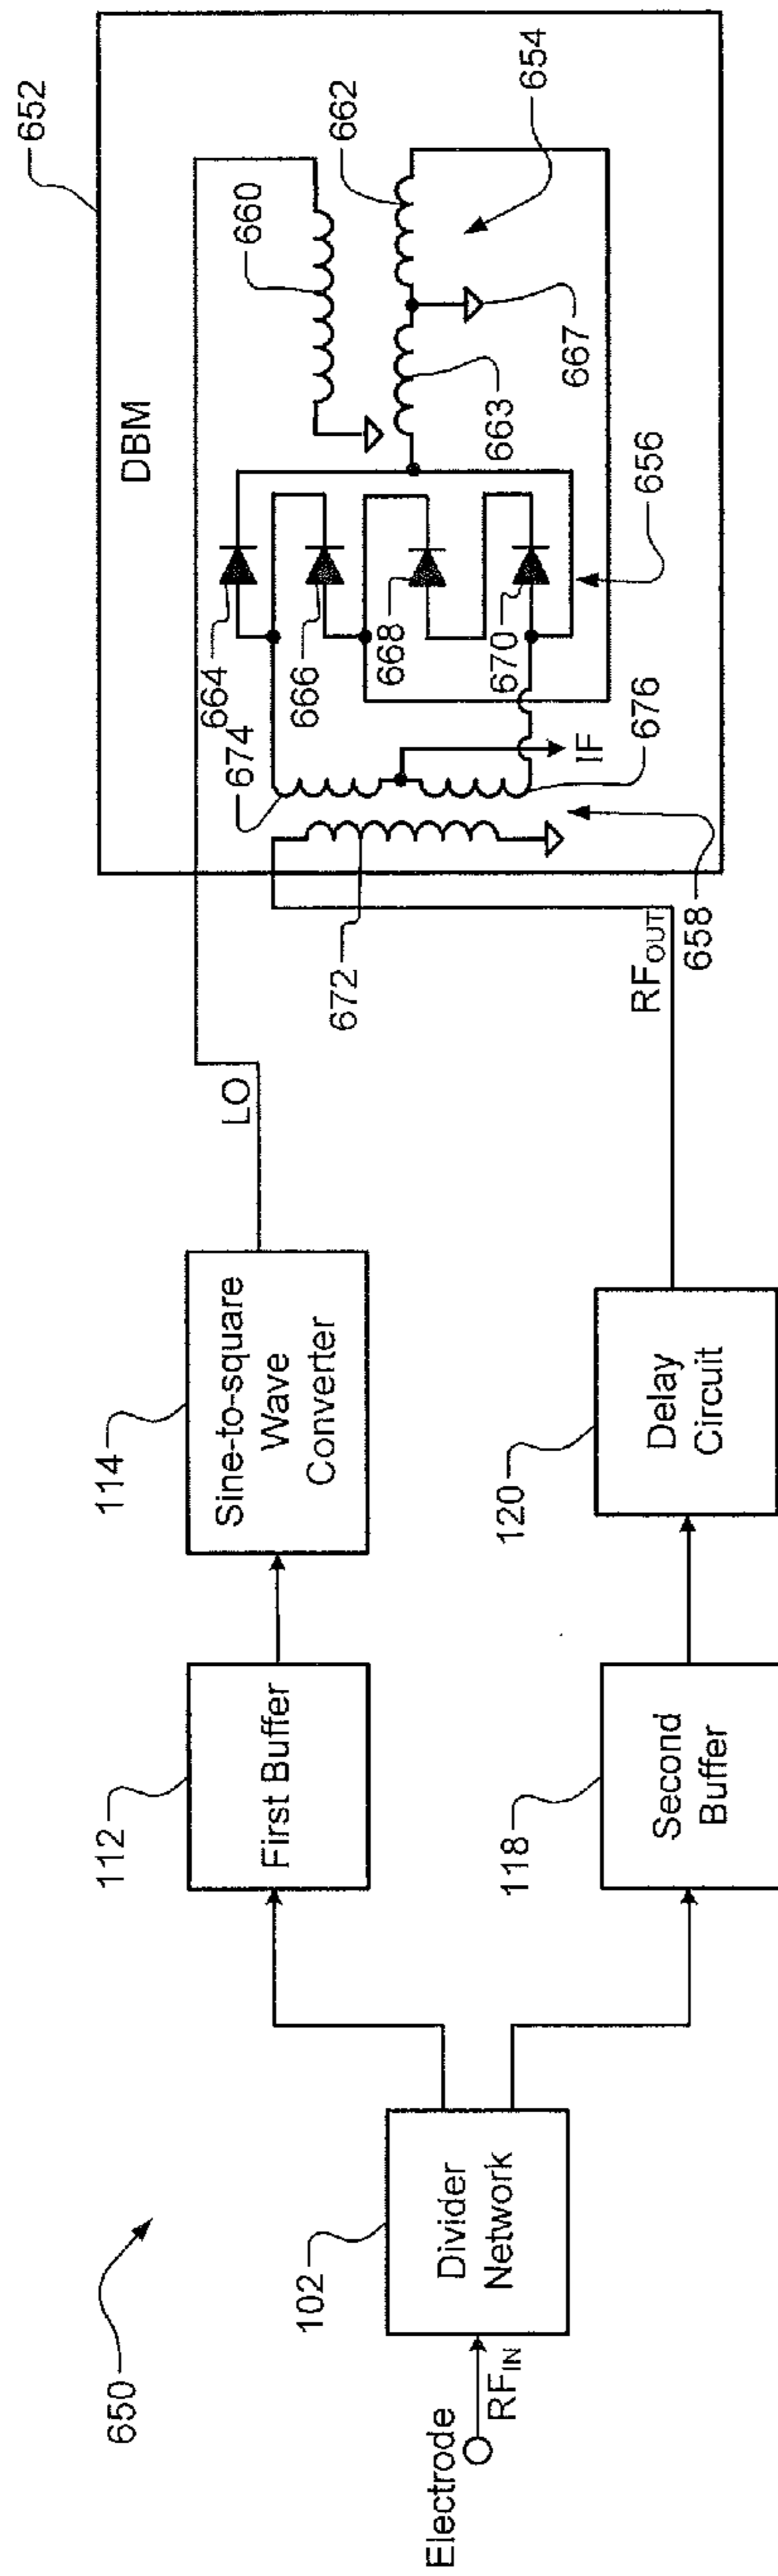 650
Electrode
RF_IN
102
Divider
Network
112
First Buffer
114
Sine-to-square
Wave
Converter
LO
118
Second
Buffer
120
Delay
Circuit
RF_OUT
652
DBM
672
658
674
676
IF
664
666
668
670
656
660
662
663
667
654